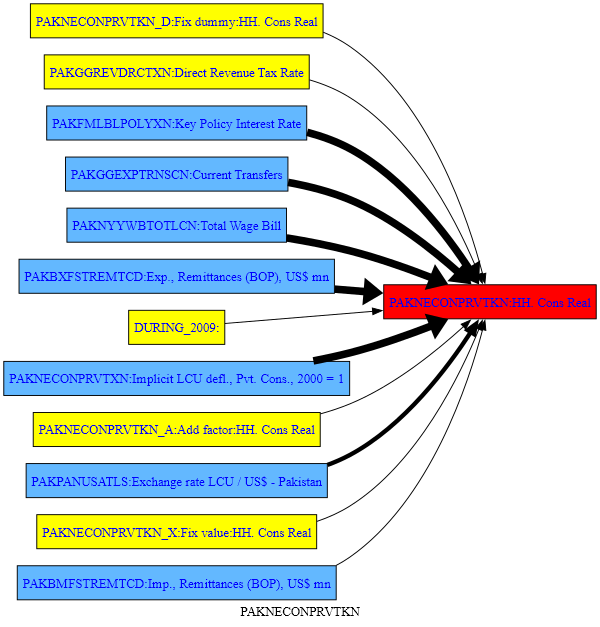 PAKNECONPRVTKN_D:Fix dummy:HH. Cons Real
PAKGGREVDRCTXN:Direct Revenue Tax Rate
PAKFMLBLPOLYXN:Key Policy Interest Rate
PAKGGEXPTRNSCN:Current Transfers
PAKNYYWBTOTLCN:Total Wage Bill
PAKBXFSTREMTCD:Exp., Remittances (BOP), US$ mn
PAKNECONPRVTKN:HH. Cons Real
DURING_2009:
PAKNECONPRVTXN:Implicit LCU defl., Pvt. Cons., 2000 = 1
PAKNECONPRVTKN_A:Add factor:HH. Cons Real
PAKPANUSATLS:Exchange rate LCU / US$ - Pakistan
PAKNECONPRVTKN_X:Fix value:HH. Cons Real
PAKBMFSTREMTCD:Imp., Remittances (BOP), US$ mn
PAKNECONPRVTKN